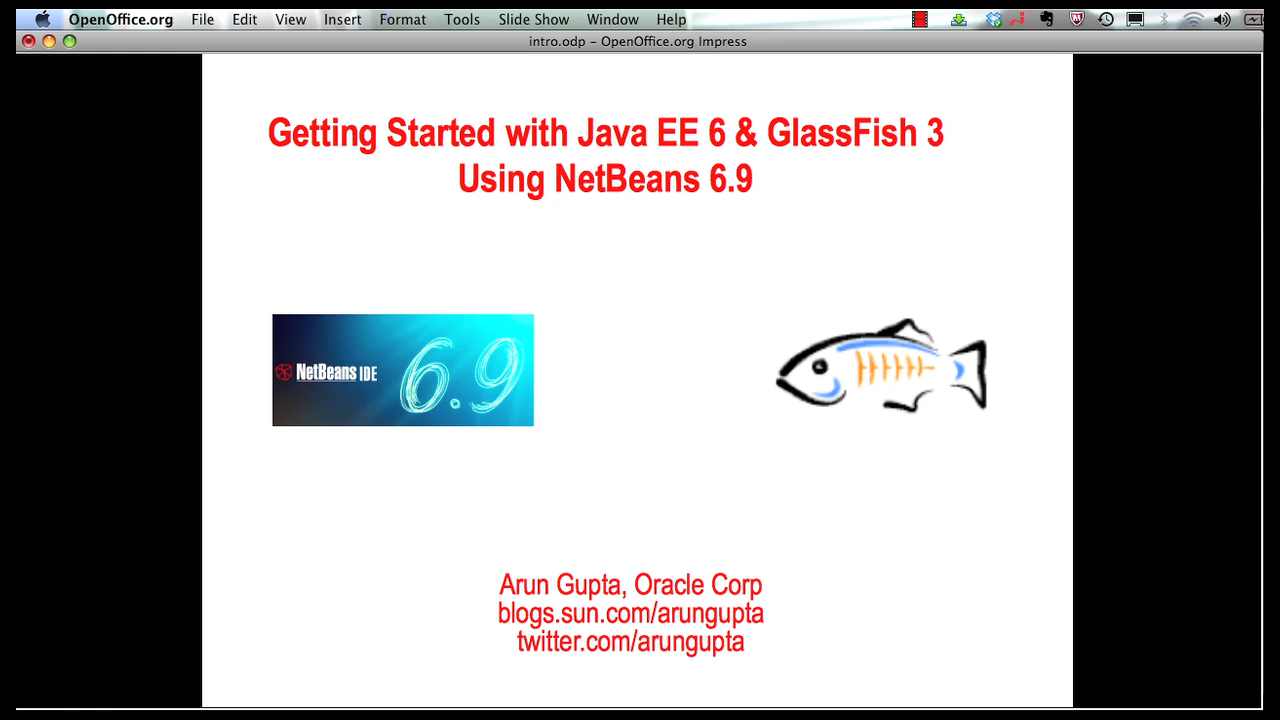 OpenOffice.org File Edit View Insert Format Tools Slide Show Window Help
intro.odp – OpenOffice.org Impress
Getting Started with Java EE 6 & GlassFish 3
Using NetBeans 6.9
NetBeans IDE 6.9
Arun Gupta, Oracle Corp
blogs.sun.com/arungupta
twitter.com/arungupta